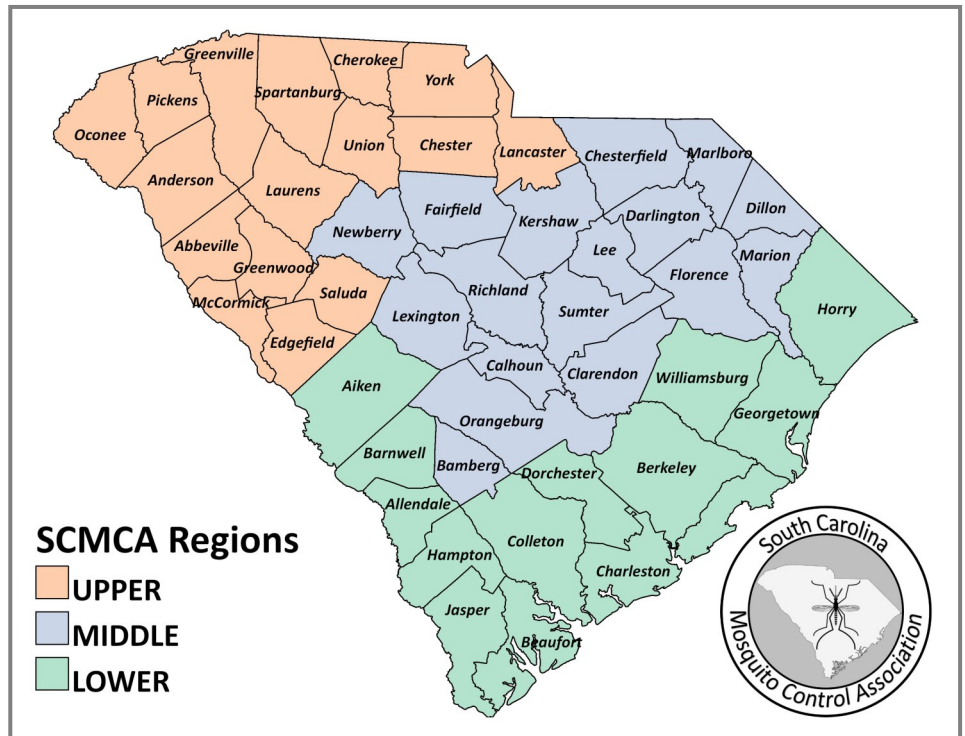 Greenville
Cherokee
York
Pickens
Spartanburg
Oconee
Union
Chester
Lancaster
Chesterfield
Marlboro
Anderson
Laurens
Fairfield
Kershaw
Darlington
Dillon
Newberry
Abbeville
Greenwood
Lee
Marion
Florence
Saluda
Richland
McCormick
Lexington
Sumter
Horry
Edgefield
Calhoun
Clarendon
Williamsburg
Aiken
Georgetown
Orangeburg
Barnwell
Bamberg
Dorchester
Berkeley
Allendale
Colleton
Hampton
Charleston
Jasper
Beaufort
SCMCA Regions
UPPER
MIDDLE
LOWER
South Carolina
Mosquito Control Association